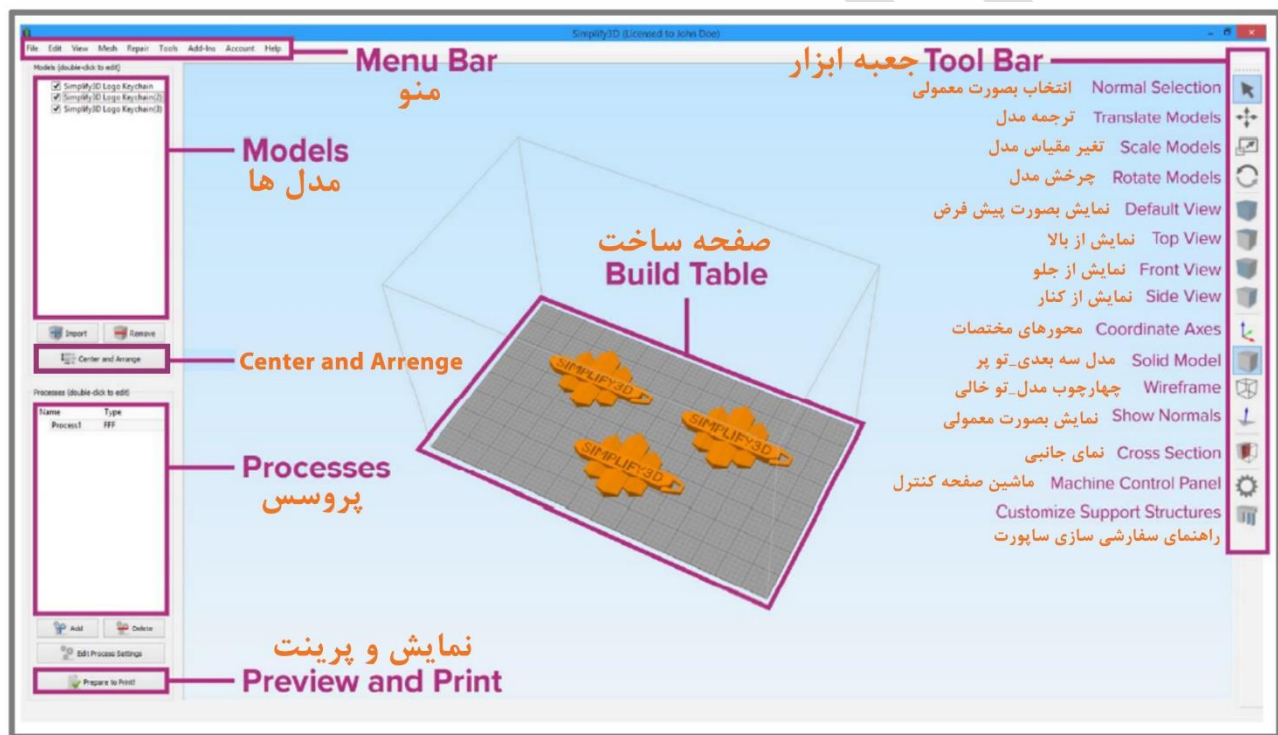 Simplify3D (Licensed to John Doe)
File Edit View Mesh Repair Tools Add-Ins Account Help
Menu Bar
منو
جعبه ابزار Tool Bar
Models (double-click to edit)
Simplify3D Logo Keychain
Simplify3D Logo Keychain(2)
Simplify3D Logo Keychain(3)
Models
مدل ها
Import Remove
Center and Arrange
Center and Arrenge
Processes (double-click to edit)
Name Type
Process1 FFF
Processes
پروسس
Add Delete
Edit Process Settings
Prepare to Print!
نمایش و پرینت
Preview and Print
صفحه ساخت
Build Table
SIMPLIFY3D
SIMPLIFY3D
SIMPLIFY3D
انتخاب بصورت معمولی Normal Selection
ترجمه مدل Translate Models
تغیر مقیاس مدل Scale Models
چرخش مدل Rotate Models
نمایش بصورت پیش فرض Default View
نمایش از بالا Top View
نمایش از جلو Front View
نمایش از کنار Side View
محورهای مختصات Coordinate Axes
مدل سه بعدی_تو پر Solid Model
چهارچوب مدل_تو خالی Wireframe
نمایش بصورت معمولی Show Normals
نمای جانبی Cross Section
ماشین صفحه کنترل Machine Control Panel
Customize Support Structures
راهنمای سفارشی سازی ساپورت